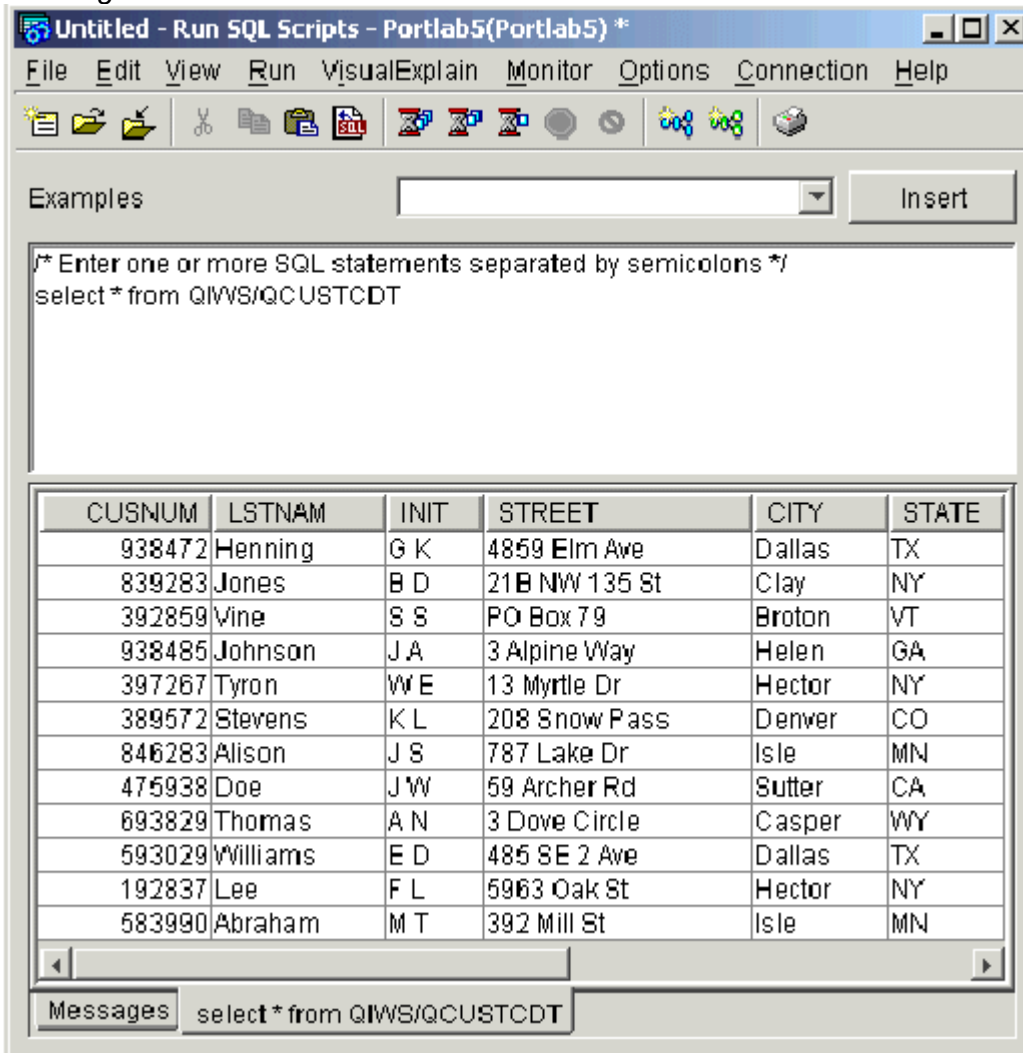 Untitled - Run SQL Scripts - Portlab5(Portlab5) *
File Edit View Run VisualExplain Monitor Options Connection Help
Examples Insert
/* Enter one or more SQL statements separated by semicolons */
select * from QIWS/QCUSTCDT
CUSNUM LSTNAM INIT STREET CITY STATE
938472 Henning G K 4859 Elm Ave Dallas TX
839283 Jones B D 21B NW 135 St Clay NY
392859 Vine S S PO Box 79 Broton VT
938485 Johnson J A 3 Alpine Way Helen GA
397267 Tyron W E 13 Myrtle Dr Hector NY
389572 Stevens K L 208 Snow Pass Denver CO
846283 Alison J S 787 Lake Dr Isle MN
475938 Doe J W 59 Archer Rd Sutter CA
693829 Thomas A N 3 Dove Circle Casper WY
593029 Williams E D 485 SE 2 Ave Dallas TX
192837 Lee F L 5963 Oak St Hector NY
583990 Abraham M T 392 Mill St Isle MN
Messages select * from QIWS/QCUSTCDT